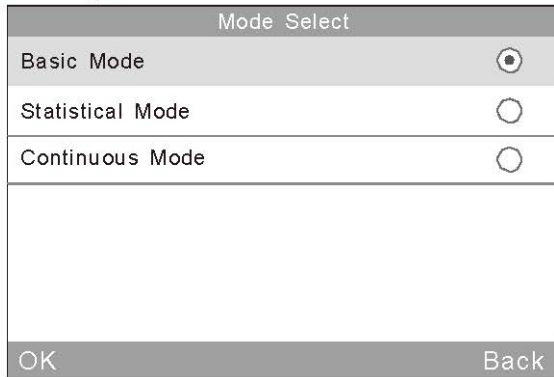 Mode Select
Basic Mode
Statistical Mode
Continuous Mode
OK Back